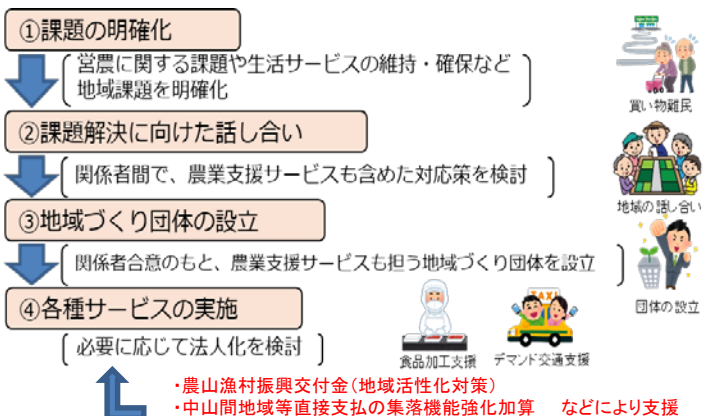 ①課題の明確化
営農に関する課題や生活サービスの維持・確保など
地域課題を明確化
買い物難民
②課題解決に向けた話し合い
関係者間で、農業支援サービスも含めた対応策を検討
地域の話し合い
③地域づくり団体の設立
関係者合意のもと、農業支援サービスも担う地域づくり団体を設立
団体の設立
④各種サービスの実施
必要に応じて法人化を検討
TAXI
食品加工支援
デマンド交通支援
・農山漁村振興交付金（地域活性化対策）
・中山間地域等直接支払の集落機能強化加算 などにより支援